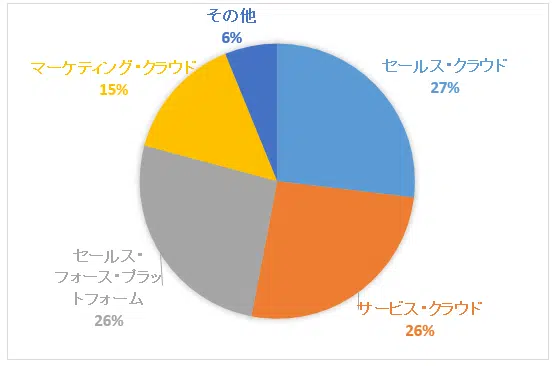 その他
6%
セールス・クラウド
27%
マーケティング・クラウド
15%
セールス・
フォース・プラッ
トフォーム
26%
サービス・クラウド
26%